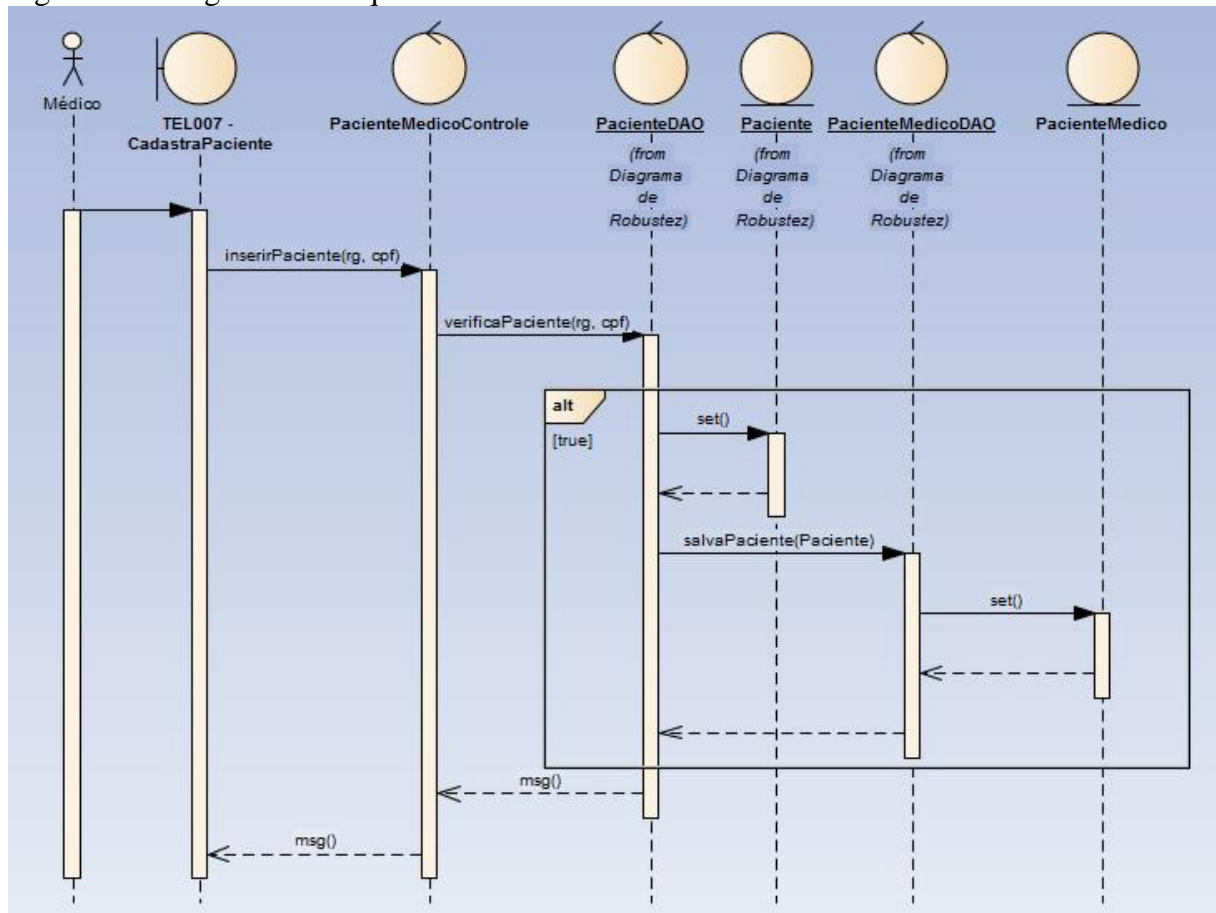 Médico
TEL007 -
CadastraPaciente
PacienteMedicoControle
PacienteDAO
(from
Diagrama
de
Robustez)
Paciente
(from
Diagrama
de
Robustez)
PacienteMedicoDAO
(from
Diagrama
de
Robustez)
PacienteMedico
inserirPaciente(rg, cpf)
verificaPaciente(rg, cpf)
alt
[true]
set()
salvaPaciente(Paciente)
set()
msg()
msg()